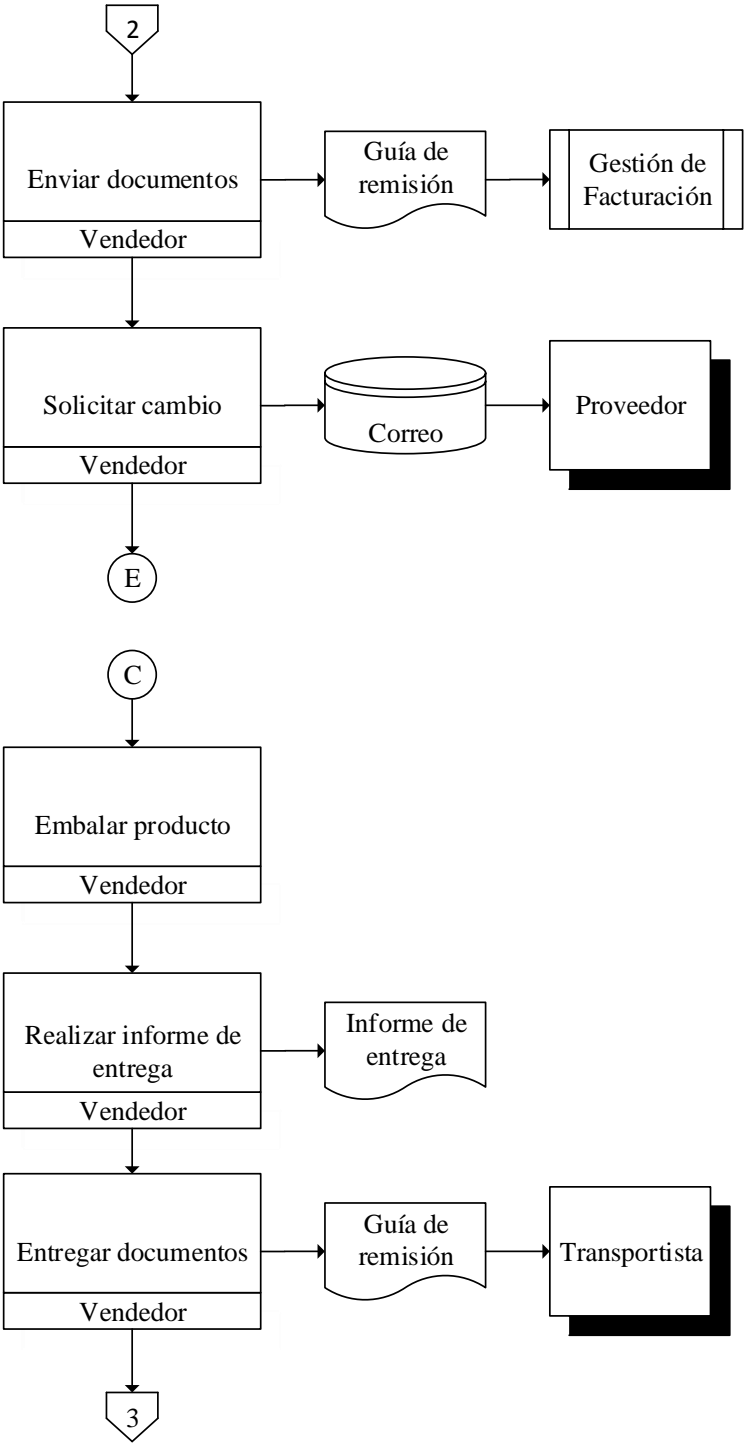 2
Enviar documentos
Vendedor
Guía de
remisión
Gestión de
Facturación
Solicitar cambio
Vendedor
Correo
Proveedor
E
C
Embalar producto
Vendedor
Realizar informe de
entrega
Vendedor
Informe de
entrega
Entregar documentos
Vendedor
Guía de
remisión
Transportista
3